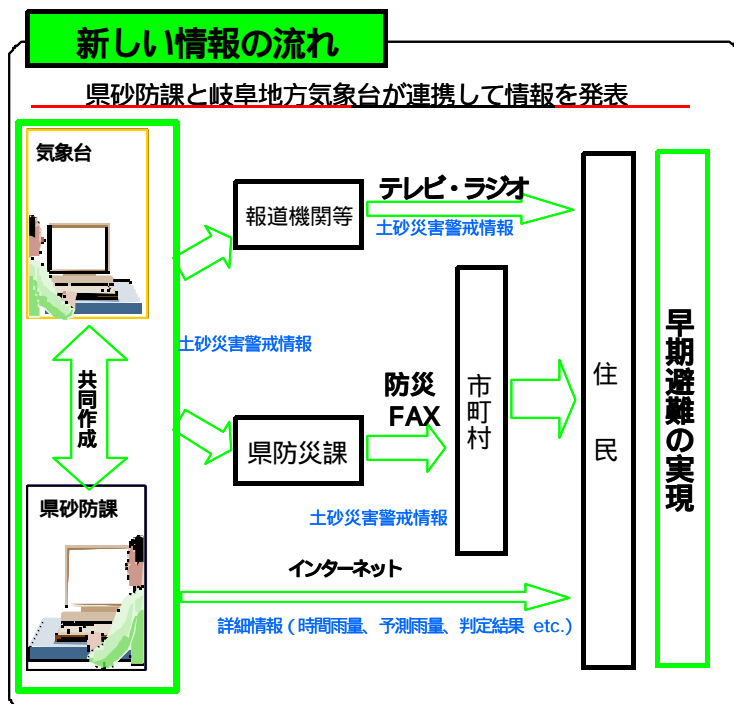 新しい情報の流れ
県砂防課と岐阜地方気象台が連携して情報を発表
気象台
共同作成
県砂防課
土砂災害警戒情報
報道機関等
テレビ・ラジオ
土砂災害警戒情報
県防災課
防災
FAX
土砂災害警戒情報
市町村
インターネット
詳細情報（時間雨量、予測雨量、判定結果 etc.）
住民
早期避難の実現